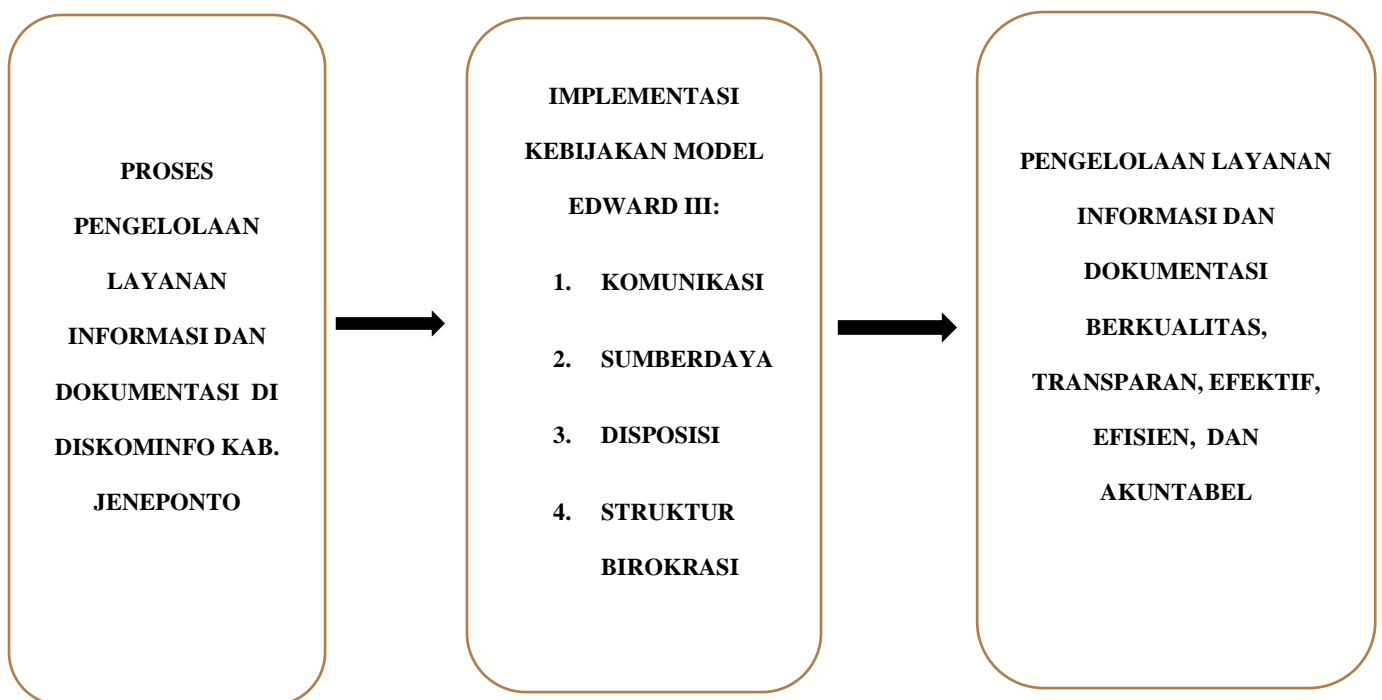 PROSES
PENGELOLAAN
LAYANAN
INFORMASI DAN
DOKUMENTASI DI
DISKOMINFO KAB.
JENEPONTO
IMPLEMENTASI
KEBIJAKAN MODEL
EDWARD III:
1. KOMUNIKASI
2. SUMBERDAYA
3. DISPOSISI
4. STRUKTUR
BIROKRASI
PENGELOLAAN LAYANAN
INFORMASI DAN
DOKUMENTASI
BERKUALITAS,
TRANSPARAN, EFEKTIF,
EFISIEN, DAN
AKUNTABEL